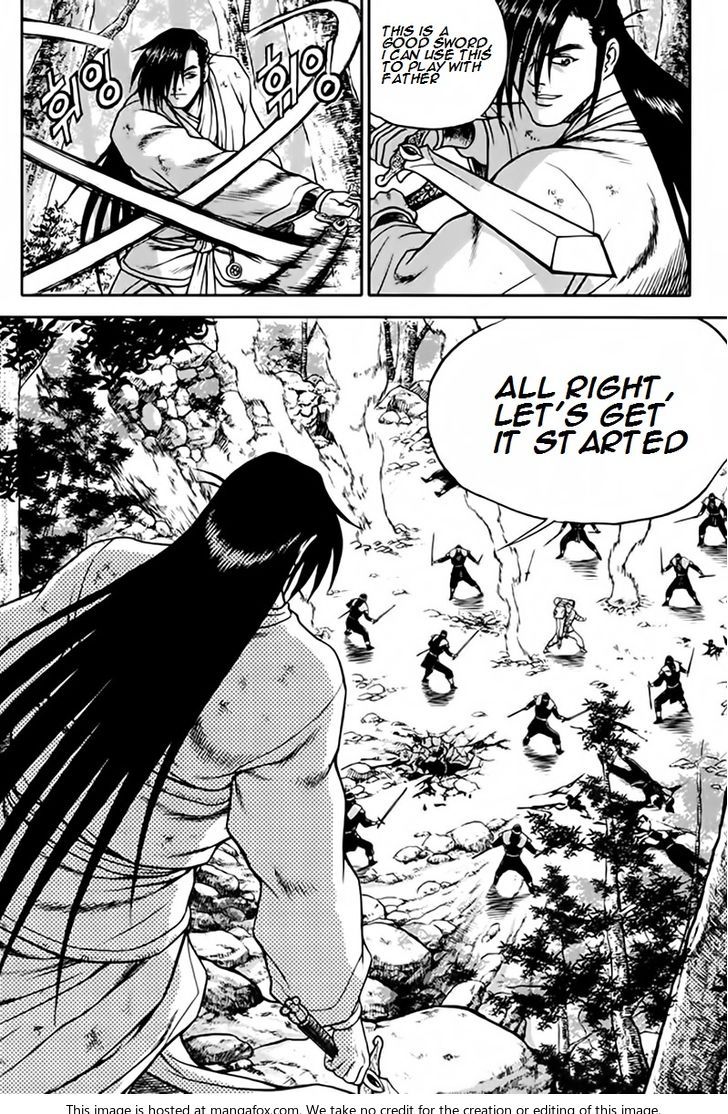 휘잉
휘잉
THIS IS A
GOOD SWORD,
I CAN USE THIS
TO PLAY WITH
FATHER
ALL RIGHT,
LET'S GET
IT STARTED
This image is hosted at mangafox.com. We take no credit for the creation or editing of this image.